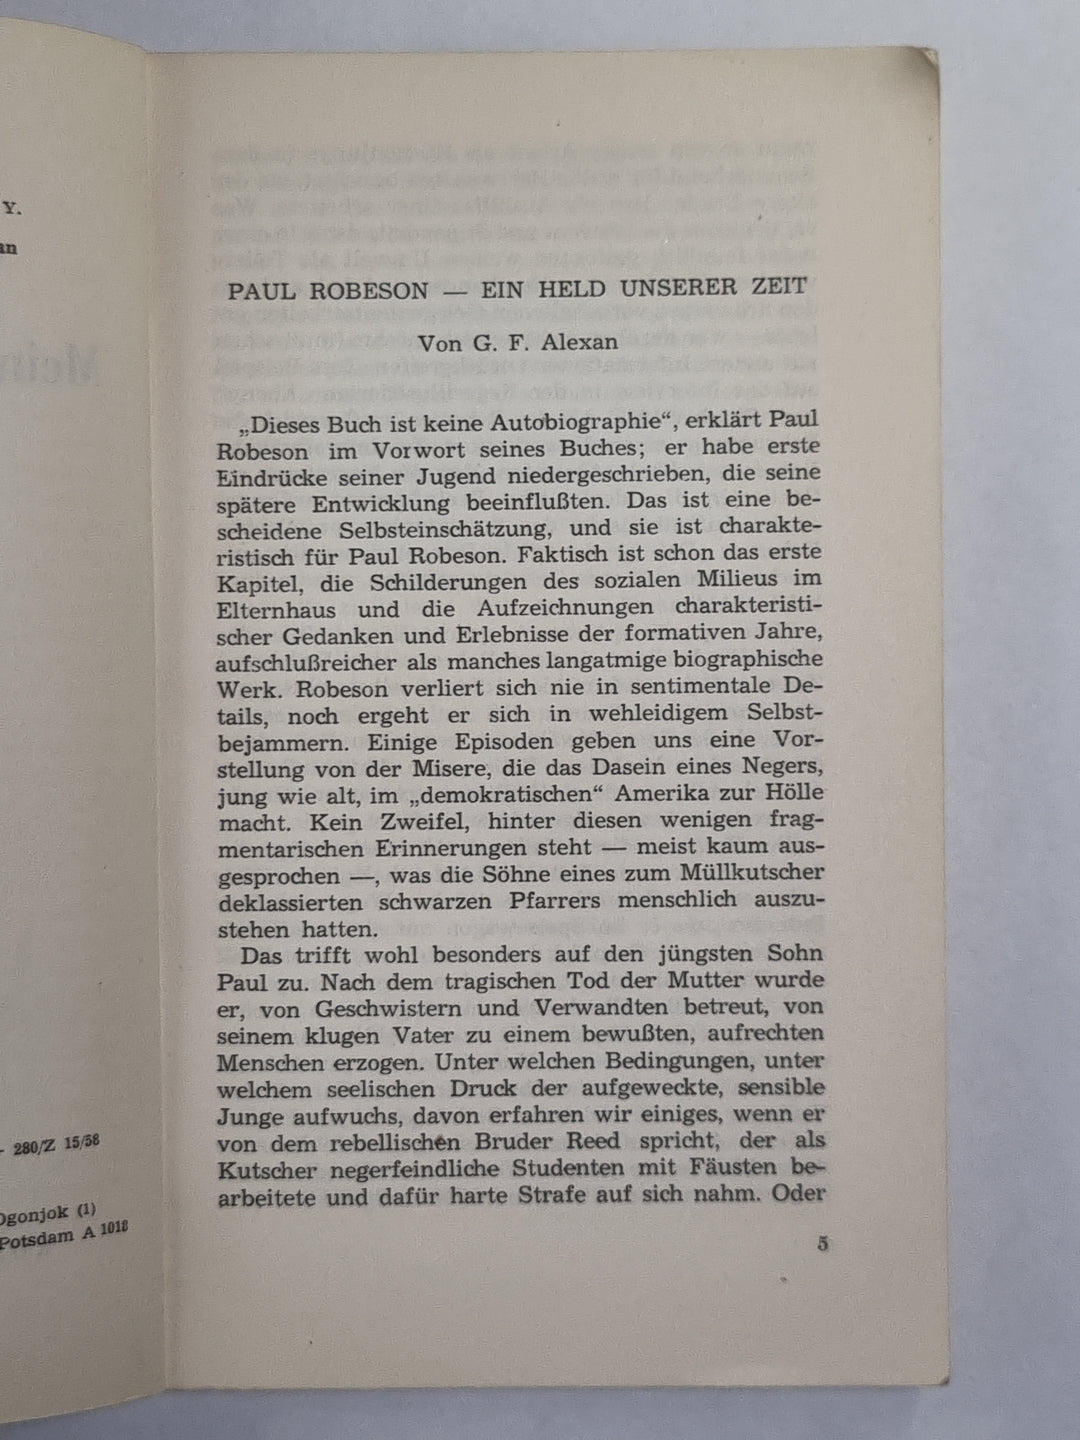 Y.
an
- 280/Z 15/58
Ogonjok (1)
Potsdam A 1018
PAUL ROBESON — EIN HELD UNSERER ZEIT
Von G. F. Alexan
„Dieses Buch ist keine Autobiographie“, erklärt Paul
Robeson im Vorwort seines Buches; er habe erste
Eindrücke seiner Jugend niedergeschrieben, die seine
spätere Entwicklung beeinflußten. Das ist eine be-
scheidene Selbsteinschätzung, und sie ist charakte-
ristisch für Paul Robeson. Faktisch ist schon das erste
Kapitel, die Schilderungen des sozialen Milieus im
Elternhaus und die Aufzeichnungen charakteristi-
scher Gedanken und Erlebnisse der formativen Jahre,
aufschlußreicher als manches langatmige biographische
Werk. Robeson verliert sich nie in sentimentale De-
tails, noch ergeht er sich in wehleidigem Selbst-
bejammern. Einige Episoden geben uns eine Vor-
stellung von der Misere, die das Dasein eines Negers,
jung wie alt, im „demokratischen“ Amerika zur Hölle
macht. Kein Zweifel, hinter diesen wenigen frag-
mentarischen Erinnerungen steht — meist kaum aus-
gesprochen —, was die Söhne eines zum Müllkutscher
deklassierten schwarzen Pfarrers menschlich auszu-
stehen hatten.
Das trifft wohl besonders auf den jüngsten Sohn
Paul zu. Nach dem tragischen Tod der Mutter wurde
er, von Geschwistern und Verwandten betreut, von
seinem klugen Vater zu einem bewußten, aufrechten
Menschen erzogen. Unter welchen Bedingungen, unter
welchem seelischen Druck der aufgeweckte, sensible
Junge aufwuchs, davon erfahren wir einiges, wenn er
von dem rebellischen Bruder Reed spricht, der als
Kutscher negerfeindliche Studenten mit Fäusten be-
arbeitete und dafür harte Strafe auf sich nahm. Oder
5